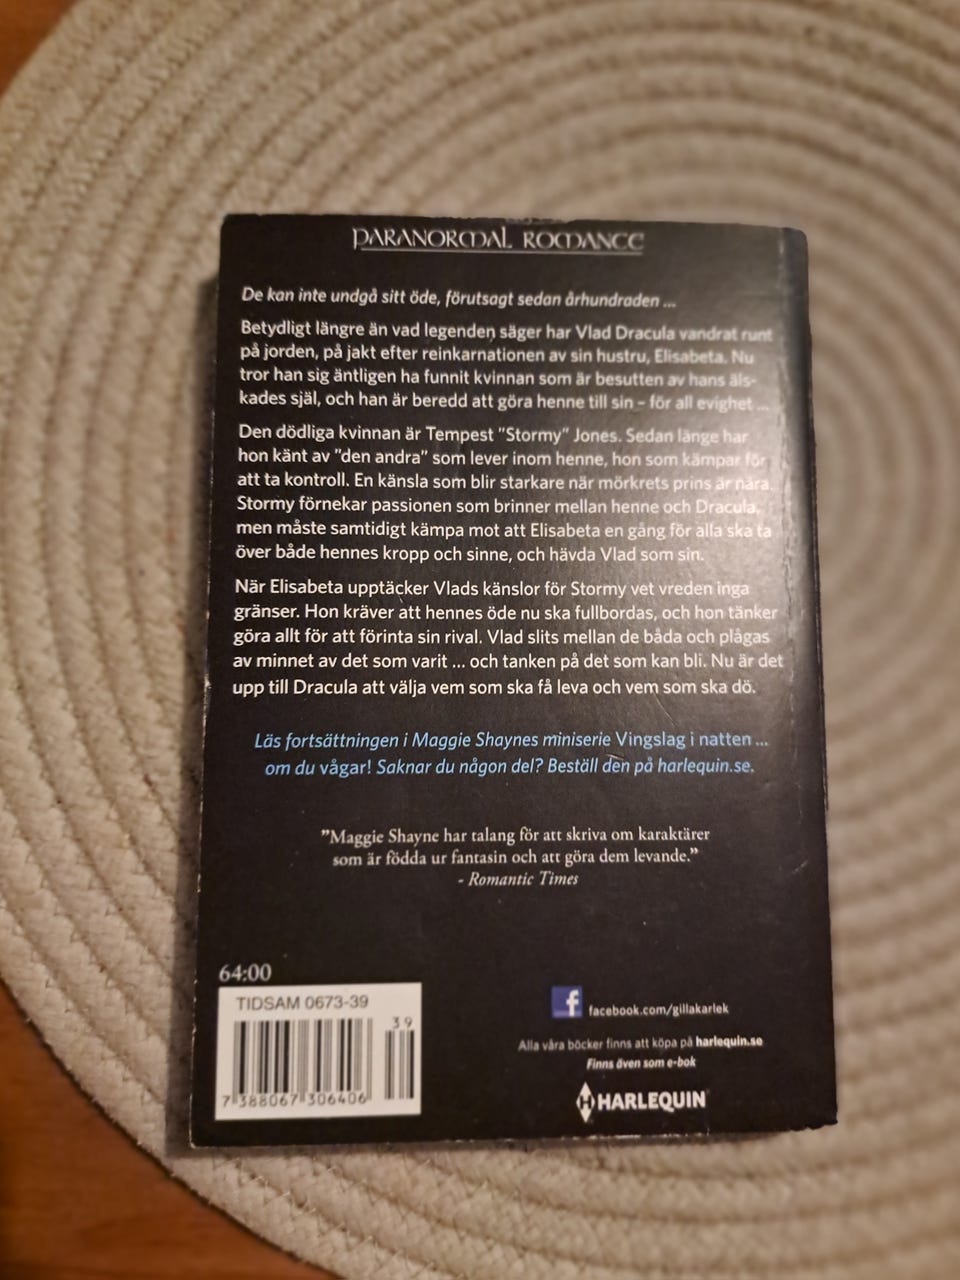 PARANORMAL ROMANCE
De kan inte undgå sitt öde, förutsagt sedan århundraden ...
Betydligt längre än vad legenden säger har Vlad Dracula vandrat runt
på jorden, på jakt efter reinkarnationen av sin hustru, Elisabeta. Nu
tror han sig äntligen ha funnit kvinnan som är besutten av hans äls-
kades själ, och han är beredd att göra henne till sin – för all evighet ...
Den dödliga kvinnan är Tempest ”Stormy” Jones. Sedan länge har
hon känt av ”den andra” som lever inom henne, hon som kämpar för
att ta kontroll. En känsla som blir starkare när mörkrets prins är nära.
Stormy förnekar passionen som brinner mellan henne och Dracula,
men måste samtidigt kämpa mot att Elisabeta en gång för alla ska ta
över både hennes kropp och sinne, och hävda Vlad som sin.
När Elisabeta upptäcker Vlads känslor för Stormy vet vreden inga
gränser. Hon kräver att hennes öde nu ska fullbordas, och hon tänker
göra allt för att förinta sin rival. Vlad slits mellan de båda och plågas
av minnet av det som varit ... och tanken på det som kan bli. Nu är det
upp till Dracula att välja vem som ska få leva och vem som ska dö.
Läs fortsättningen i Maggie Shaynes miniserie Vingslag i natten ...
om du vågar! Saknar du någon del? Beställ den på harlequin.se.
”Maggie Shayne har talang för att skriva om karaktärer
som är födda ur fantasin och att göra dem levande.”
- Romantic Times
64:00
TIDSAM 0673-39
39
7 388067 306406
facebook.com/gillakarlek
Alla våra böcker finns att köpa på harlequin.se
Finns även som e-bok
H HARLEQUIN